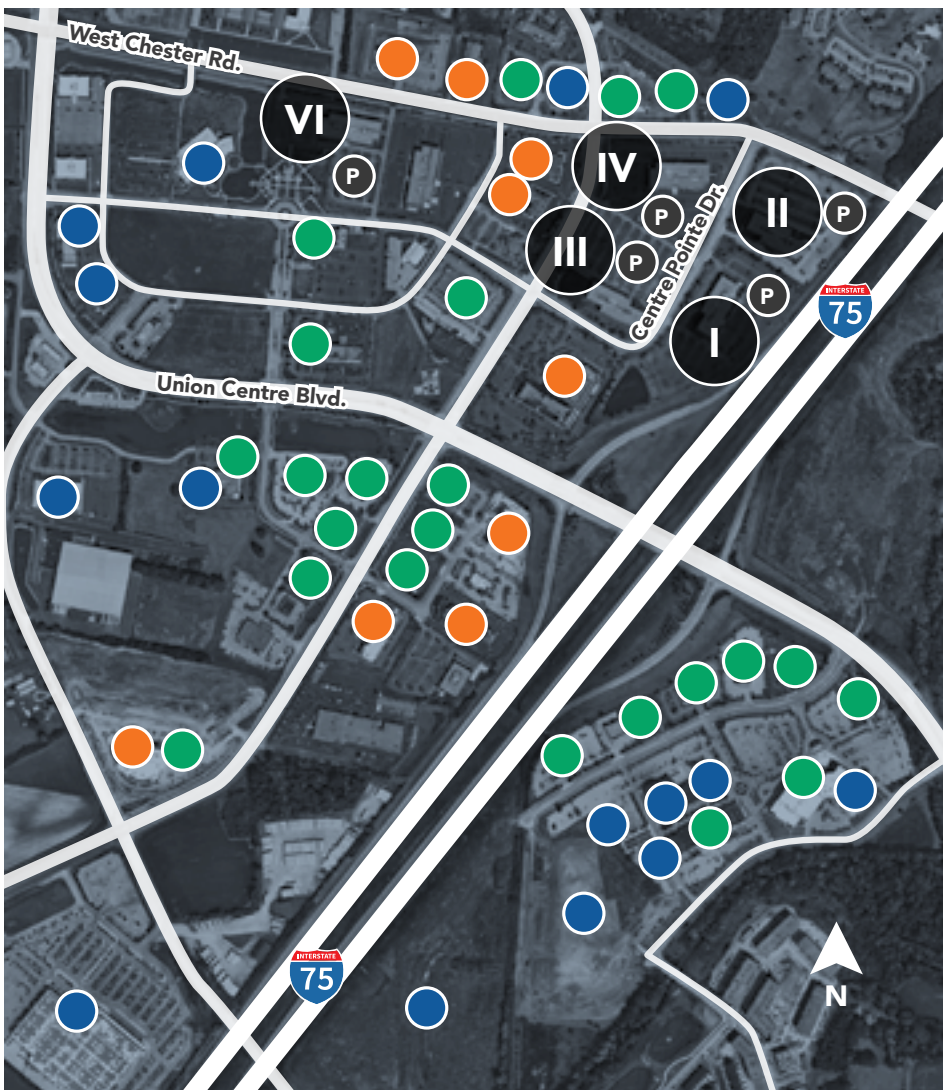 West Chester Rd.
VI
P
IV
P
III
P
Centre Pointe Dr.
II
P
I
P
INTERSTATE
75
Union Centre Blvd.
INTERSTATE
75
N